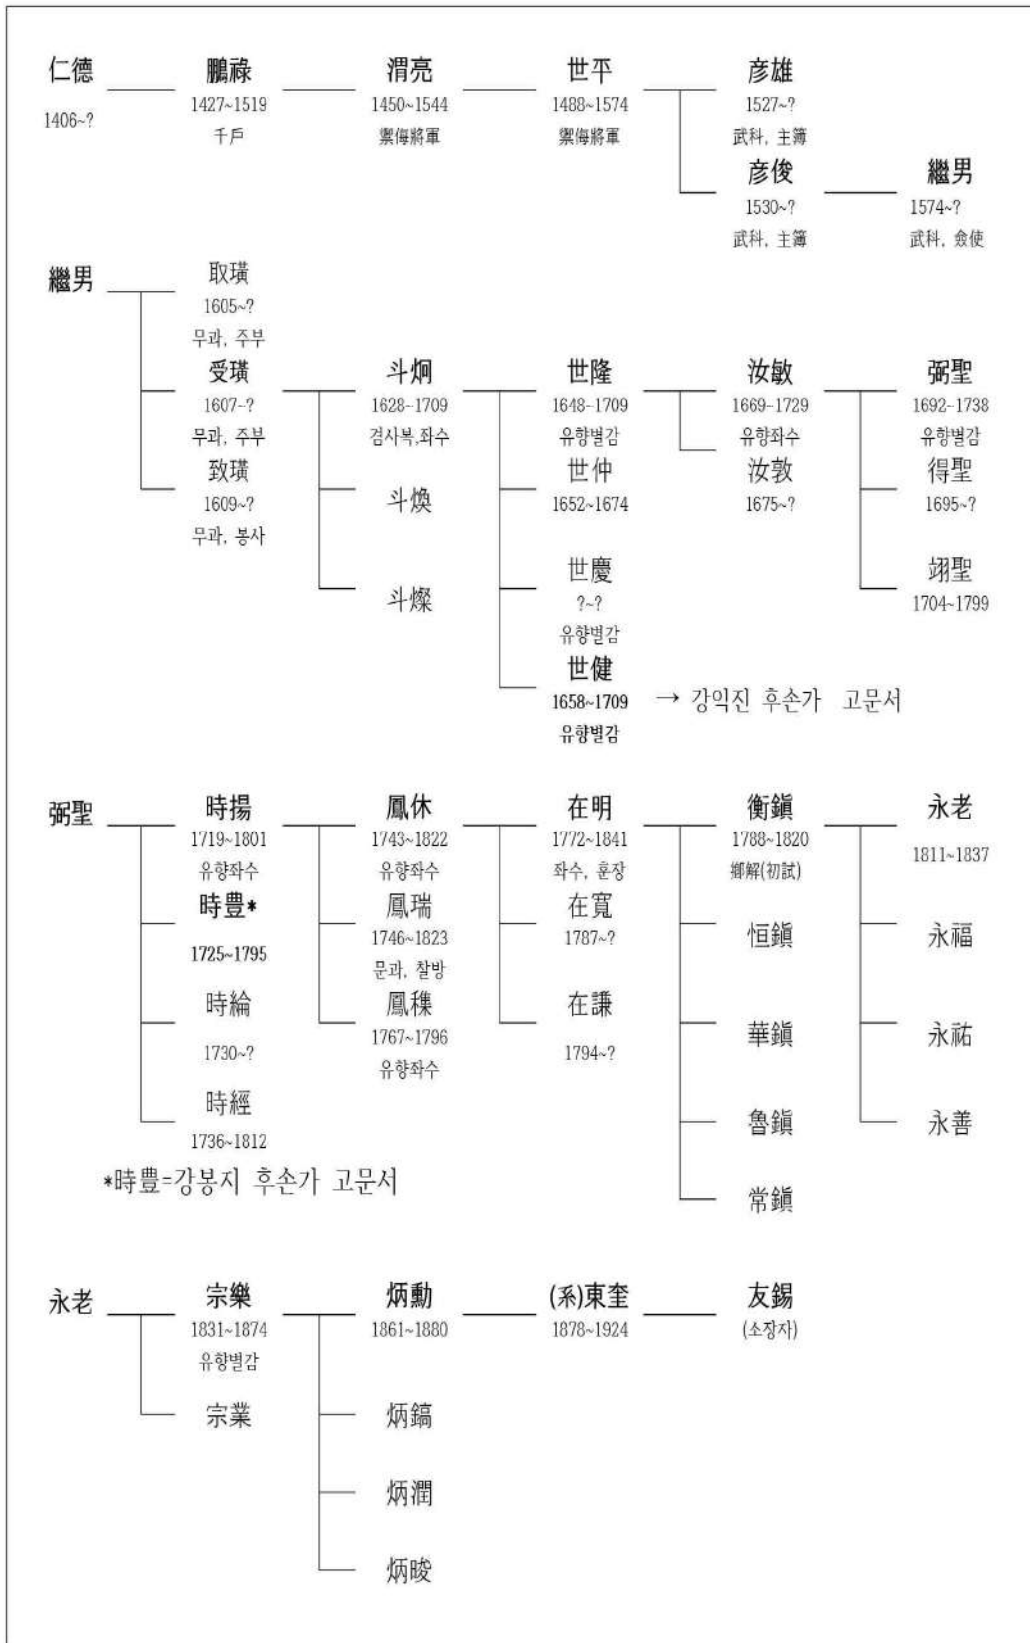 仁德 鵬祿 渭亮 世平 彦雄
1406~? 1427~1519 1450~1544 1488~1574 1527~?
千戶 禦侮將軍 禦侮將軍 武科, 主簿
彦俊 繼男
1530~? 1574~?
武科, 主簿 武科, 僉使
繼男 取璜
1605~?
무과, 주부
受璜 斗炯 世隆 汝敏 弼聖
1607~? 1628~1709 1648~1709 1669~1729 1692~1738
무과, 주부 겸사복,좌수 유향별감 유향좌수 유향별감
致璜 斗煥 世仲 汝敦 得聖
1609~? 1652~1674 1675~? 1695~?
무과, 봉사
斗燦 世慶 翊聖
?~? 1704~1799
유향별감
世健
1658~1709 → 강익진 후손가 고문서
유향별감
弼聖 時揚 鳳休 在明 衡鎭 永老
1719~1801 1743~1822 1772~1841 1788~1820 1811~1837
유향좌수 유향좌수 좌수, 훈장 鄕解(初試)
時豊* 鳳瑞 在寬 恒鎭 永福
1725~1795 1746~1823 1787~?
문과, 찰방
時綸 鳳穕 在謙 華鎭 永祐
1730~? 1767~1796 1794~?
유향좌수
時經 魯鎭 永善
1736~1812
*時豊=강봉지 후손가 고문서
常鎭
永老 宗樂 炳勳 (系)東奎 友錫
1831~1874 1861~1880 1878~1924 (소장자)
유향별감
宗業 炳鎬
炳潤
炳晙